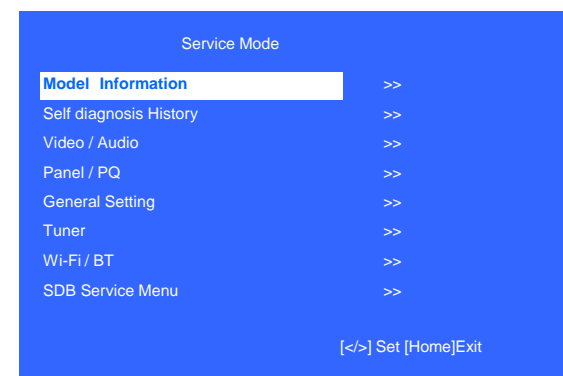 Service Mode
Model Information >>
Self diagnosis History >>
Video / Audio >>
Panel / PQ >>
General Setting >>
Tuner >>
Wi-Fi / BT >>
SDB Service Menu >>
[</>] Set [Home]Exit